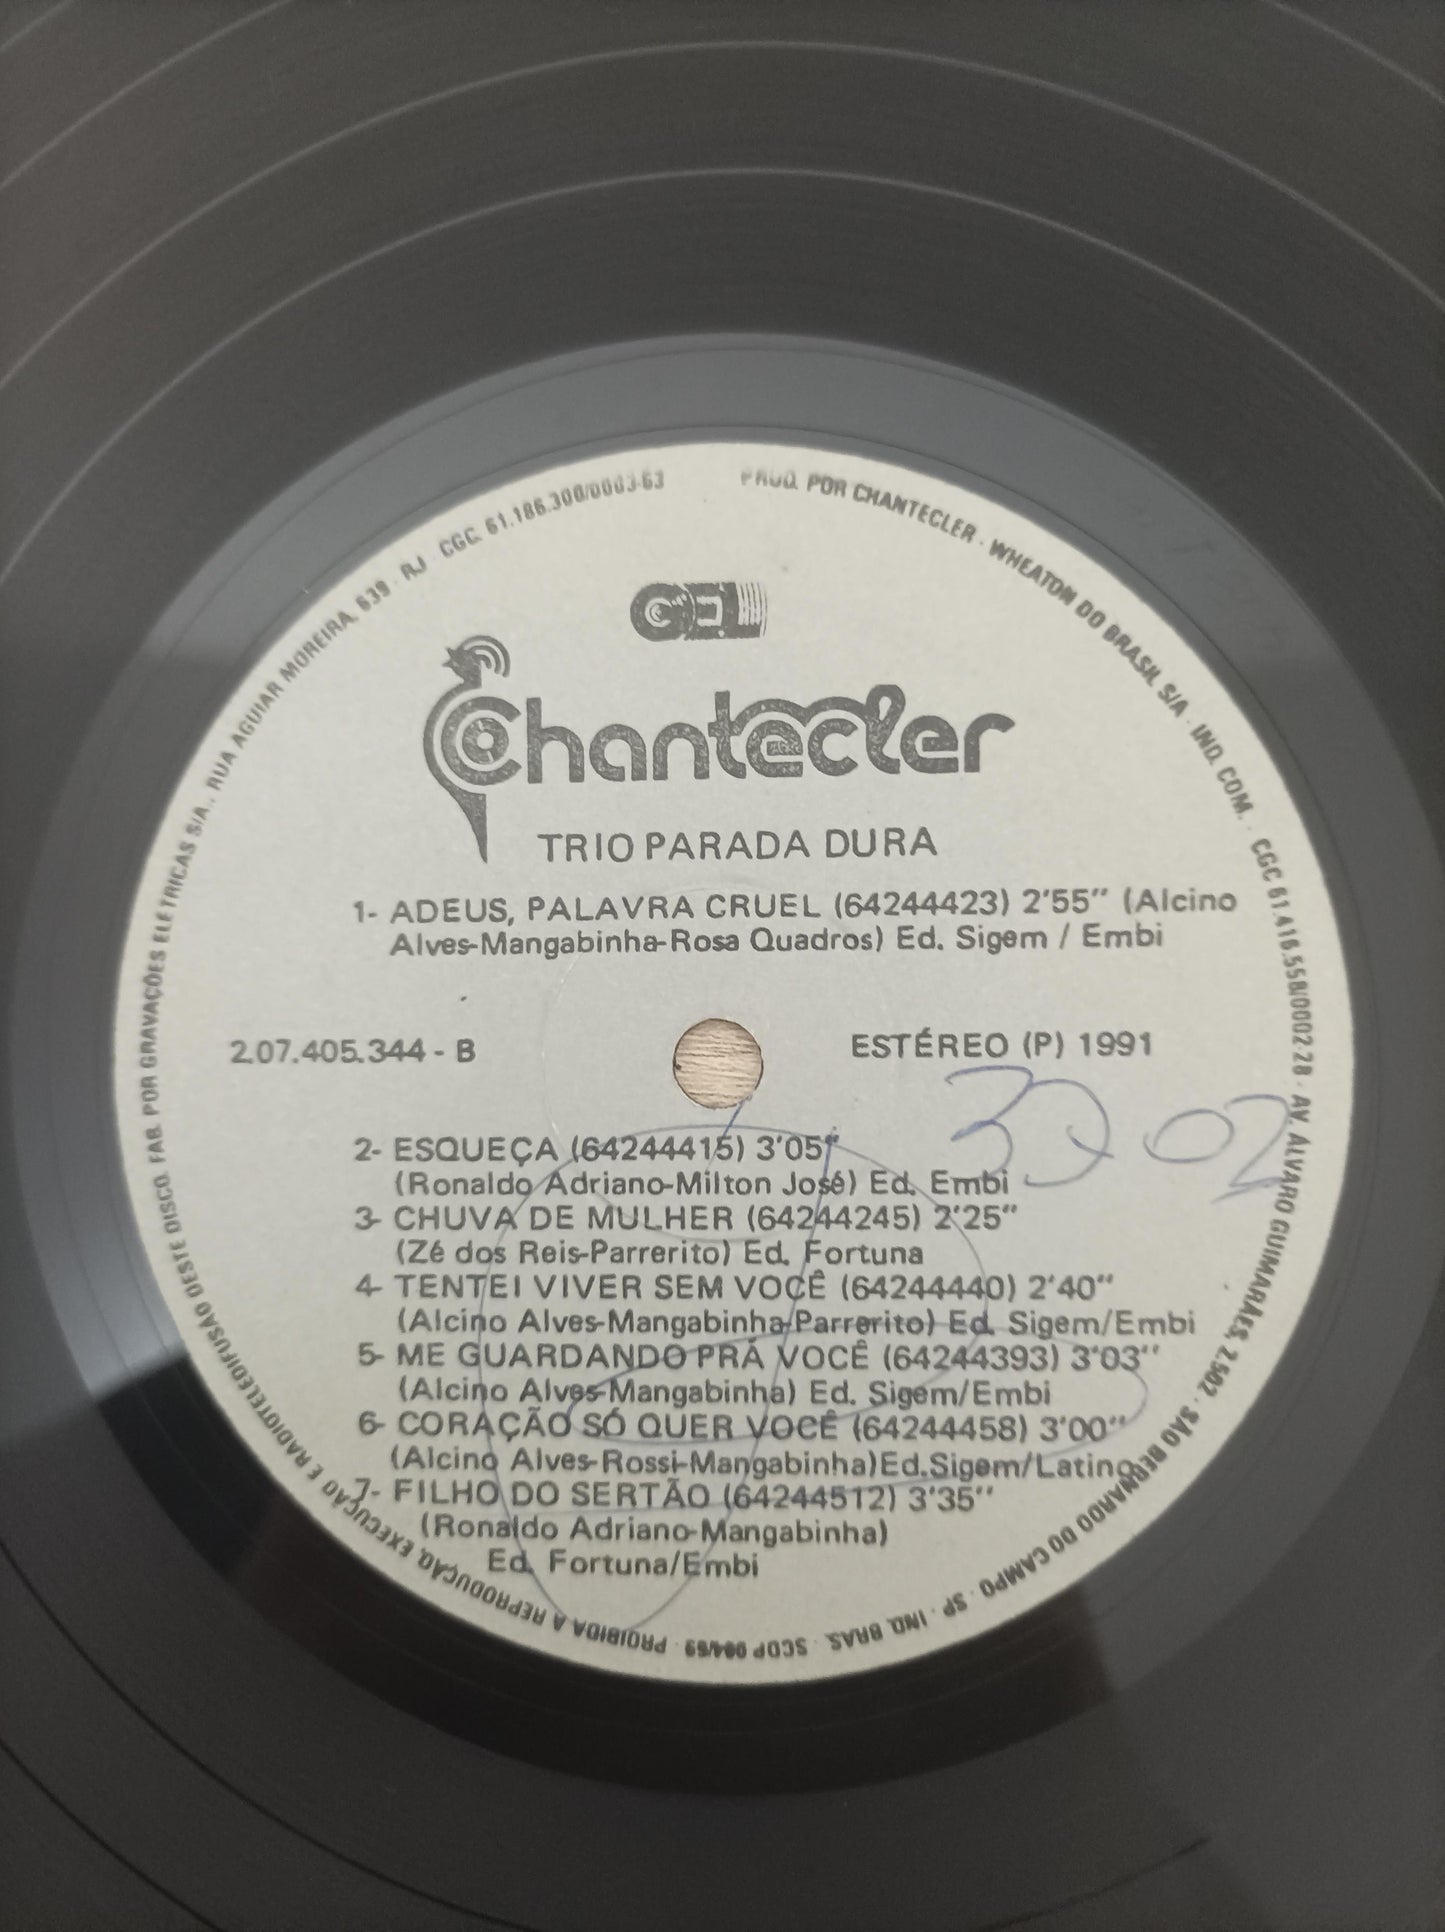 FAB. POR GRAVAÇÕES ELÉTRICAS S/A., RUA AGUIAR MOREIRA, 639 · RJ · CGC. 61.186.300/0003-63
PROD. POR CHANTECLER · WHEATON DO BRASIL S/A · IND. COM. · CGC 61.416.558/0002-28 · AV. ALVARO GUIMARÃES, 2.502 · SÃO BERNARDO DO CAMPO · SP · IND. BRAS. · SCDP 004/69 · PROIBIDA A REPRODUÇÃO, EXECUÇÃO E RADIOTELEDIFUSÃO DESTE DISCO.
GEL
Chantecler
TRIO PARADA DURA
1- ADEUS, PALAVRA CRUEL (64244423) 2'55" (Alcino
Alves-Mangabinha-Rosa Quadros) Ed. Sigem / Embi
2.07.405.344 - B
ESTÉREO (P) 1991
2- ESQUEÇA (64244415) 3'05"
(Ronaldo Adriano-Milton José) Ed. Embi
3- CHUVA DE MULHER (64244245) 2'25"
(Zé dos Reis-Parrerito) Ed. Fortuna
4- TENTEI VIVER SEM VOCÊ (64244440) 2'40"
(Alcino Alves-Mangabinha-Parrerito) Ed. Sigem/Embi
5- ME GUARDANDO PRÁ VOCÊ (64244393) 3'03"
(Alcino Alves-Mangabinha) Ed. Sigem/Embi
6- CORAÇÃO SÓ QUER VOCÊ (64244458) 3'00"
(Alcino Alves-Rossi-Mangabinha)Ed.Sigem/Latino
7- FILHO DO SERTÃO (64244512) 3'35"
(Ronaldo Adriano-Mangabinha)
Ed. Fortuna/Embi